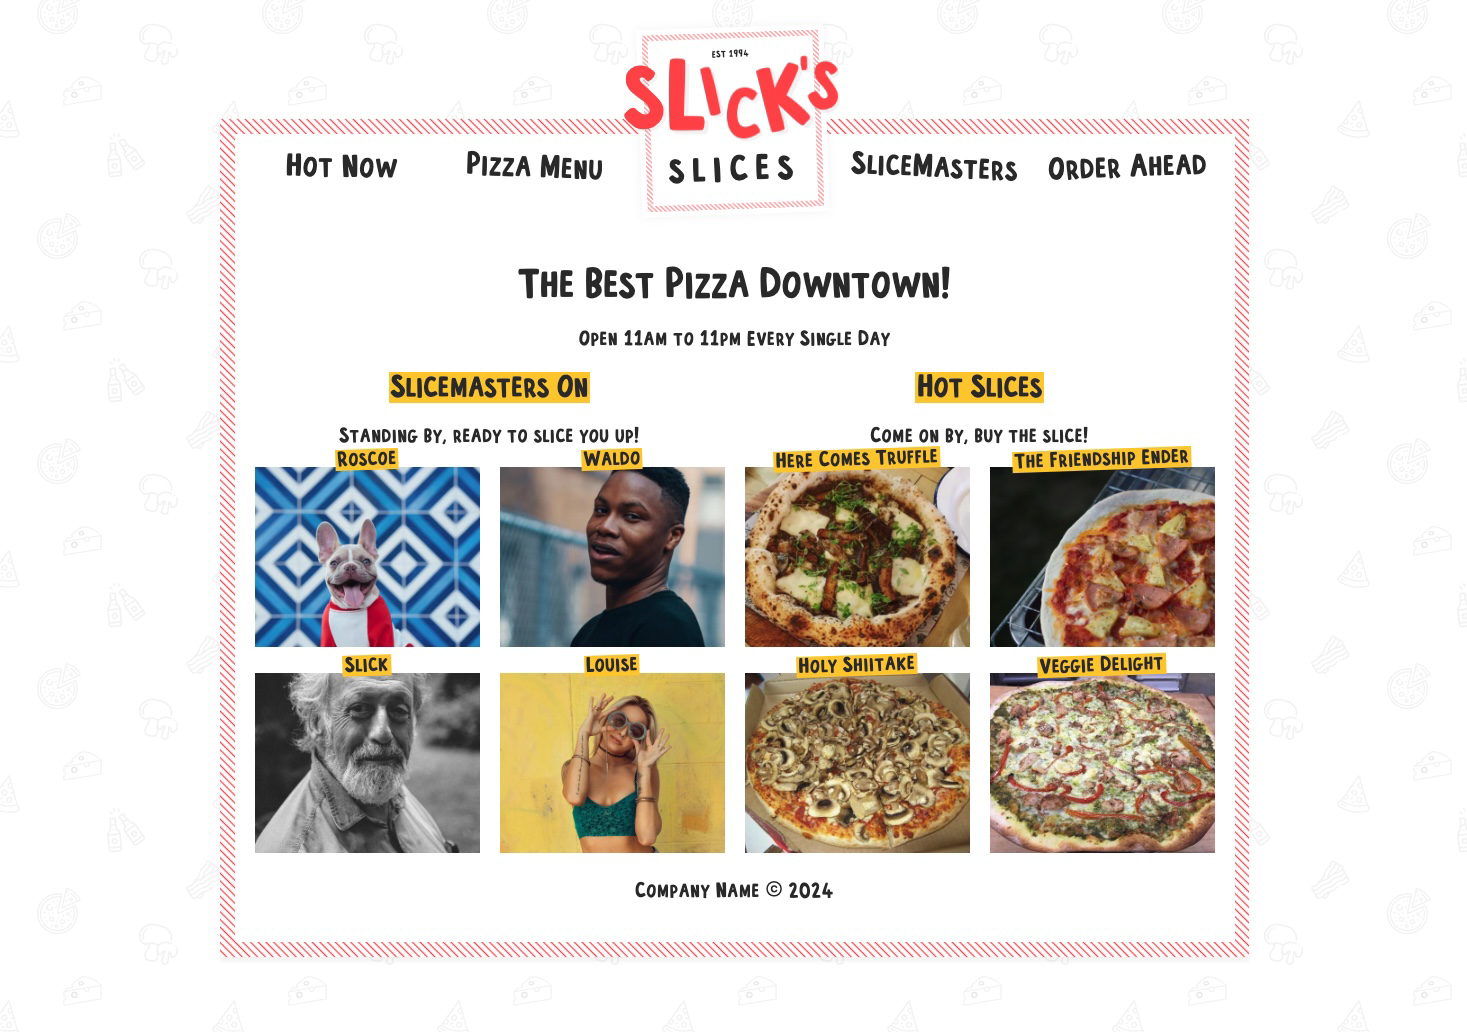 EST 1994
SLICK'S
SLICES
HOT NOW
PIZZA MENU
SLICEMASTERS
ORDER AHEAD
THE BEST PIZZA DOWNTOWN!
OPEN 11AM TO 11PM EVERY SINGLE DAY
SLICEMASTERS ON
STANDING BY, READY TO SLICE YOU UP!
ROSCOE
WALDO
SLICK
LOUISE
HOT SLICES
COME ON BY, BUY THE SLICE!
HERE COMES TRUFFLE
THE FRIENDSHIP ENDER
HOLY SHIITAKE
VEGGIE DELIGHT
COMPANY NAME © 2024